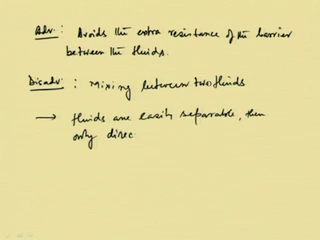 Adv: Avoids the extra resistance of the barrier
between the fluids.
Disadv: : Mixing between two fluids
→ fluids are easily separable, then
only direc